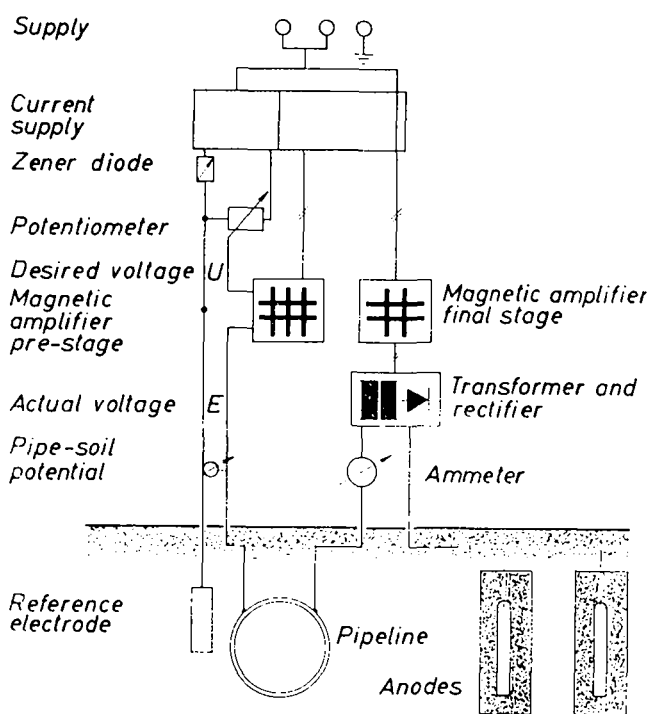 Supply
Current
supply
Zener diode
Potentiometer
Desired voltage U
Magnetic
amplifier
pre-stage
Magnetic amplifier
final stage
Actual voltage E
Transformer and
rectifier
Pipe-soil
potential
Ammeter
Reference
electrode
Pipeline
Anodes